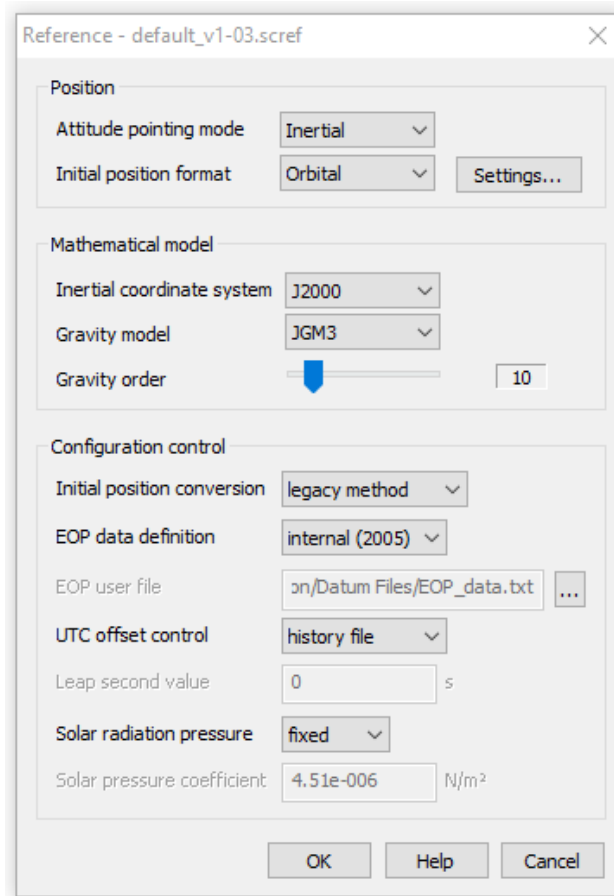 Reference - default_v1-03.scref
Position
Attitude pointing mode Inertial
Initial position format Orbital Settings...
Mathematical model
Inertial coordinate system J2000
Gravity model JGM3
Gravity order 10
Configuration control
Initial position conversion legacy method
EOP data definition internal (2005)
EOP user file on/Datum Files/EOP_data.txt ...
UTC offset control history file
Leap second value 0 s
Solar radiation pressure fixed
Solar pressure coefficient 4.51e-006 N/m²
OK Help Cancel